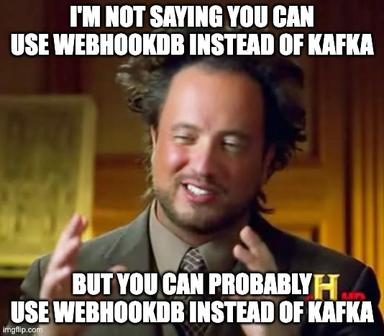 I'M NOT SAYING YOU CAN
USE WEBHOOKDB INSTEAD OF KAFKA
BUT YOU CAN PROBABLY
H
HD
USE WEBHOOKDB INSTEAD OF KAFKA
imgflip.com